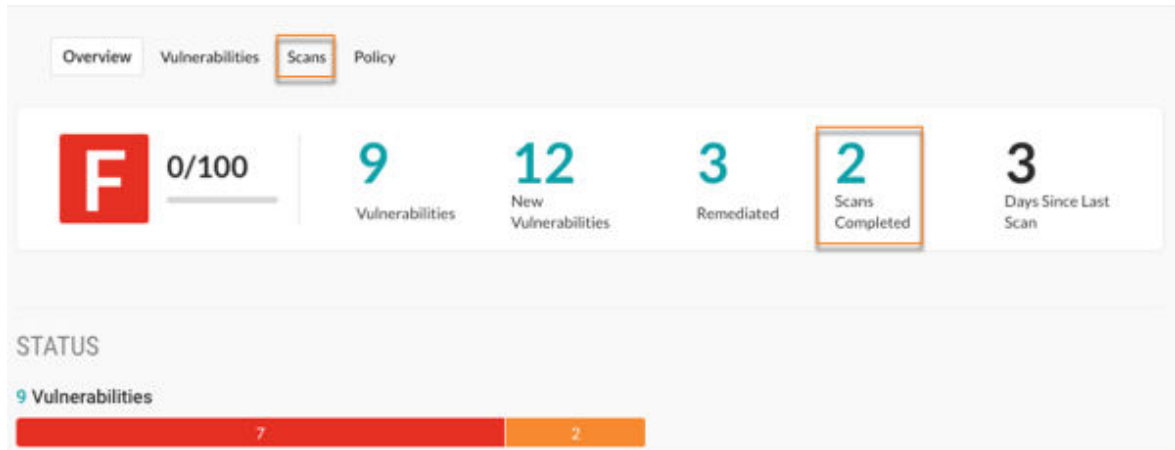 Overview Vulnerabilities Scans Policy
F 0/100 9 12 3 2 3
Vulnerabilities New Vulnerabilities Remediated Scans Completed Days Since Last Scan
STATUS
9 Vulnerabilities
7 2